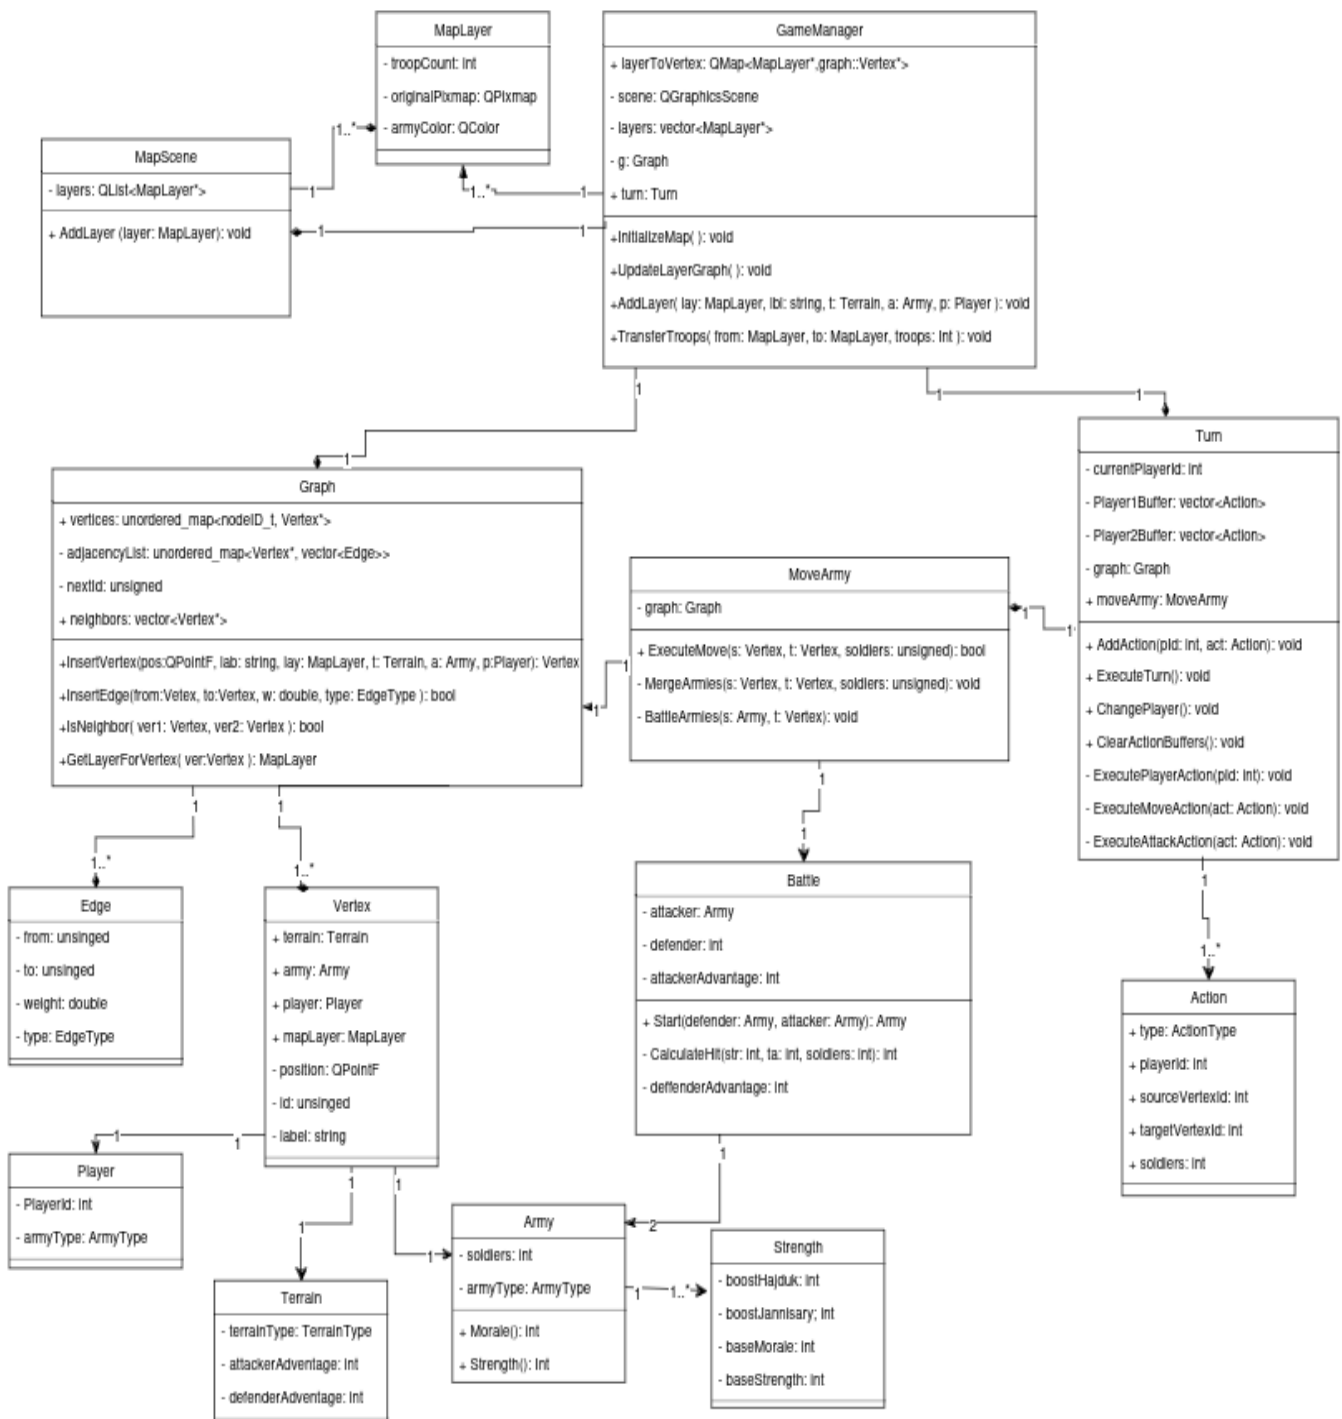 MapLayer
- troopCount: int
- originalPixmap: QPixmap
- armyColor: QColor
GameManager
+ layerToVertex: QMap<MapLayer*,graph::Vertex*>
- scene: QGraphicsScene
- layers: vector<MapLayer*>
- g: Graph
+ turn: Turn
+InitializeMap( ): void
+UpdateLayerGraph( ): void
+AddLayer( lay: MapLayer, lbl: string, t: Terrain, a: Army, p: Player ): void
+TransferTroops( from: MapLayer, to: MapLayer, troops: Int ): void
MapScene
- layers: QList<MapLayer*>
+ AddLayer (layer: MapLayer): void
1..*
1
1..*
1
1
1
1
1
1
1
Turn
- currentPlayerId: int
- Player1Buffer: vector<Action>
- Player2Buffer: vector<Action>
- graph: Graph
+ moveArmy: MoveArmy
+ AddAction(pId: int, act: Action): void
+ ExecuteTurn(): void
+ ChangePlayer(): void
+ ClearActionBuffers(): void
- ExecutePlayerAction(pId: int): void
- ExecuteMoveAction(act: Action): void
- ExecuteAttackAction(act: Action): void
Graph
+ vertices: unordered_map<nodeID_t, Vertex*>
- adjacencyList: unordered_map<Vertex*, vector<Edge>>
- nextId: unsigned
+ neighbors: vector<Vertex*>
+InsertVertex(pos:QPointF, lab: string, lay: MapLayer, t: Terrain, a: Army, p:Player): Vertex
+InsertEdge(from:Vetex, to:Vertex, w: double, type: EdgeType ): bool
+IsNeighbor( ver1: Vertex, ver2: Vertex ): bool
+GetLayerForVertex( ver:Vertex ): MapLayer
MoveArmy
- graph: Graph
+ ExecuteMove(s: Vertex, t: Vertex, soldiers: unsigned): bool
- MergeArmies(s: Vertex, t: Vertex, soldiers: unsigned): void
- BattleArmies(s: Army, t: Vertex): void
1
1
1
1
1
1
1
1..*
1
1..*
1
1..*
Edge
- from: unsinged
- to: unsinged
- weight: double
- type: EdgeType
Vertex
+ terrain: Terrain
+ army: Army
+ player: Player
+ mapLayer: MapLayer
- position: QPointF
- id: unsinged
- label: string
Battle
- attacker: Army
- defender: int
- attackerAdvantage: int
+ Start(defender: Army, attacker: Army): Army
- CalculateHit(str: int, ta: int, soldiers: int): int
- deffenderAdvantage: int
Action
+ type: ActionType
+ playerId: int
+ sourceVertexId: int
+ targetVertexId: int
+ soldiers: int
1
1
Player
- PlayerId: int
- armyType: ArmyType
1
1
1
1
1
2
Army
- soldiers: int
- armyType: ArmyType
+ Morale(): int
+ Strength(): int
1
1..*
Strength
- boostHajduk: int
- boostJannisary; int
- baseMorale: int
- baseStrength: int
Terrain
- terrainType: TerrainType
- attackerAdventage: int
- defenderAdventage: int